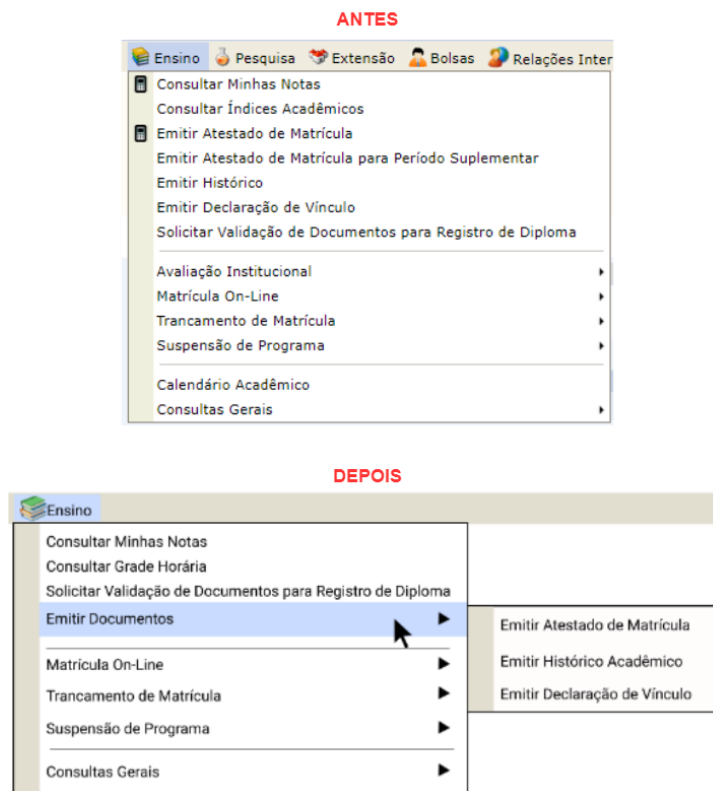 ANTES
Ensino Pesquisa Extensão Bolsas Relações Inter
Consultar Minhas Notas
Consultar Índices Acadêmicos
Emitir Atestado de Matrícula
Emitir Atestado de Matrícula para Período Suplementar
Emitir Histórico
Emitir Declaração de Vínculo
Solicitar Validação de Documentos para Registro de Diploma
Avaliação Institucional
Matrícula On-Line
Trancamento de Matrícula
Suspensão de Programa
Calendário Acadêmico
Consultas Gerais
DEPOIS
Ensino
Consultar Minhas Notas
Consultar Grade Horária
Solicitar Validação de Documentos para Registro de Diploma
Emitir Documentos
Emitir Atestado de Matrícula
Emitir Histórico Acadêmico
Emitir Declaração de Vínculo
Matrícula On-Line
Trancamento de Matrícula
Suspensão de Programa
Consultas Gerais